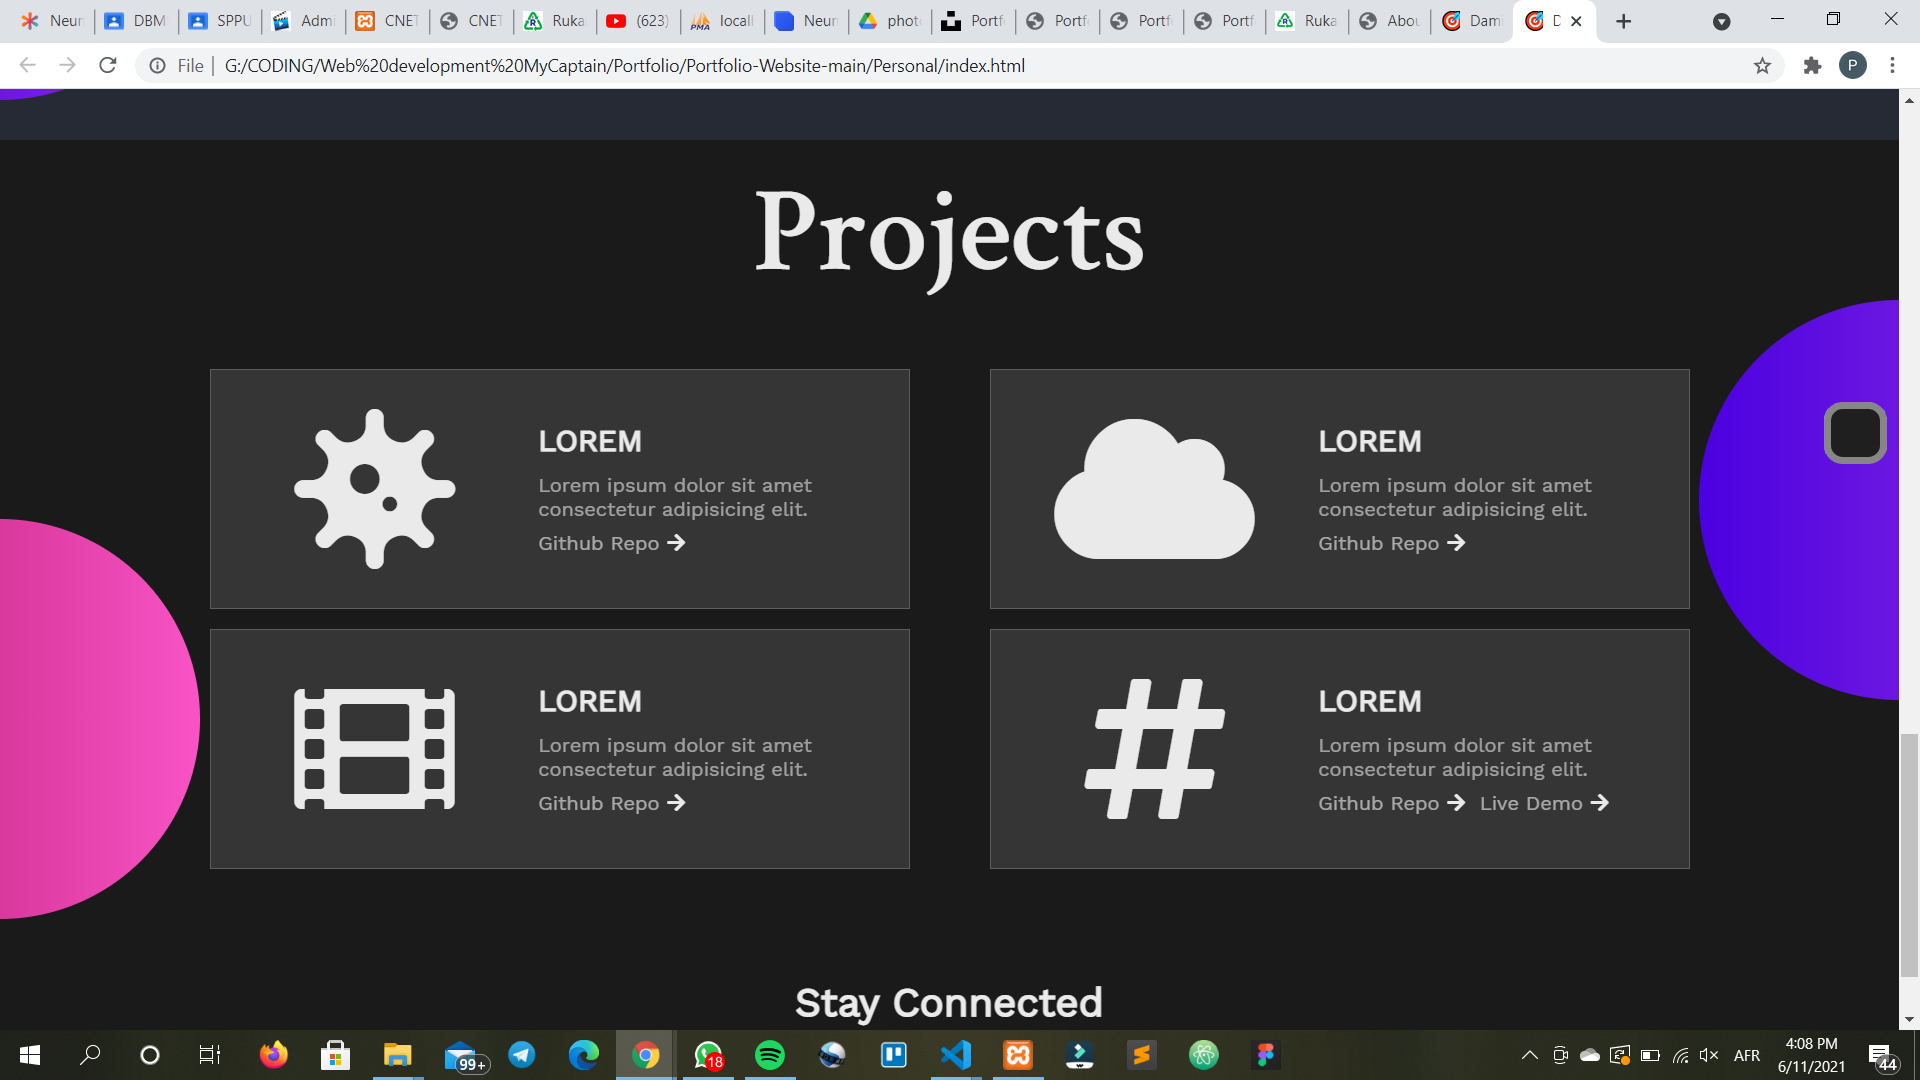 Neur DBM SPPU Admi CNET CNET Ruka (623) locall Neur phot Portf Portf Portf Portf Ruka Abou Dam D
File G:/CODING/Web%20development%20MyCaptain/Portfolio/Portfolio-Website-main/Personal/index.html P
Projects
LOREM
Lorem ipsum dolor sit amet
consectetur adipisicing elit.
Github Repo
LOREM
Lorem ipsum dolor sit amet
consectetur adipisicing elit.
Github Repo
LOREM
Lorem ipsum dolor sit amet
consectetur adipisicing elit.
Github Repo
LOREM
Lorem ipsum dolor sit amet
consectetur adipisicing elit.
Github Repo Live Demo
Stay Connected
99+ 18 AFR
4:08 PM
6/11/2021
44